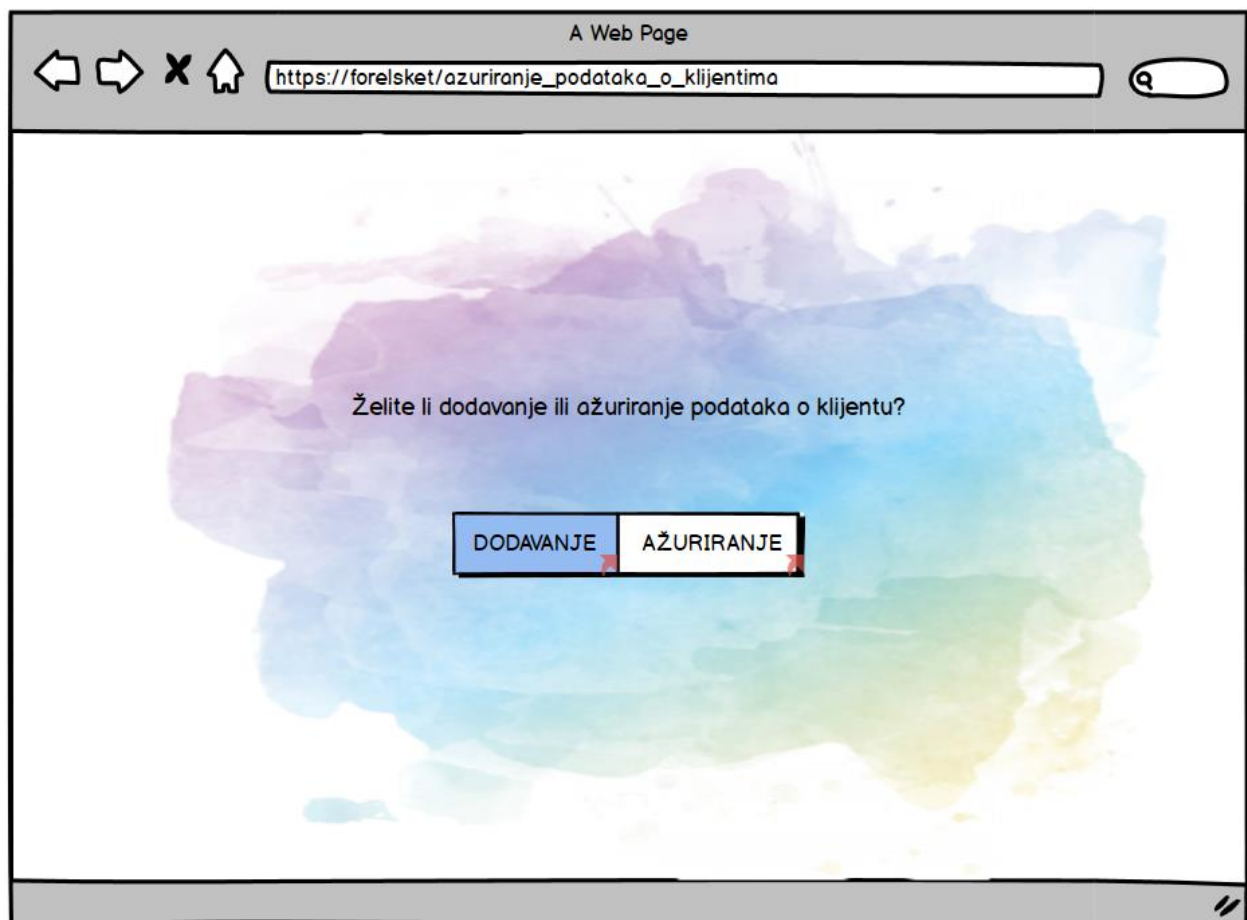 A Web Page
https://forelsket/azuriranje_podataka_o_klijentima
Želite li dodavanje ili ažuriranje podataka o klijentu?
DODAVANJE AŽURIRANJE